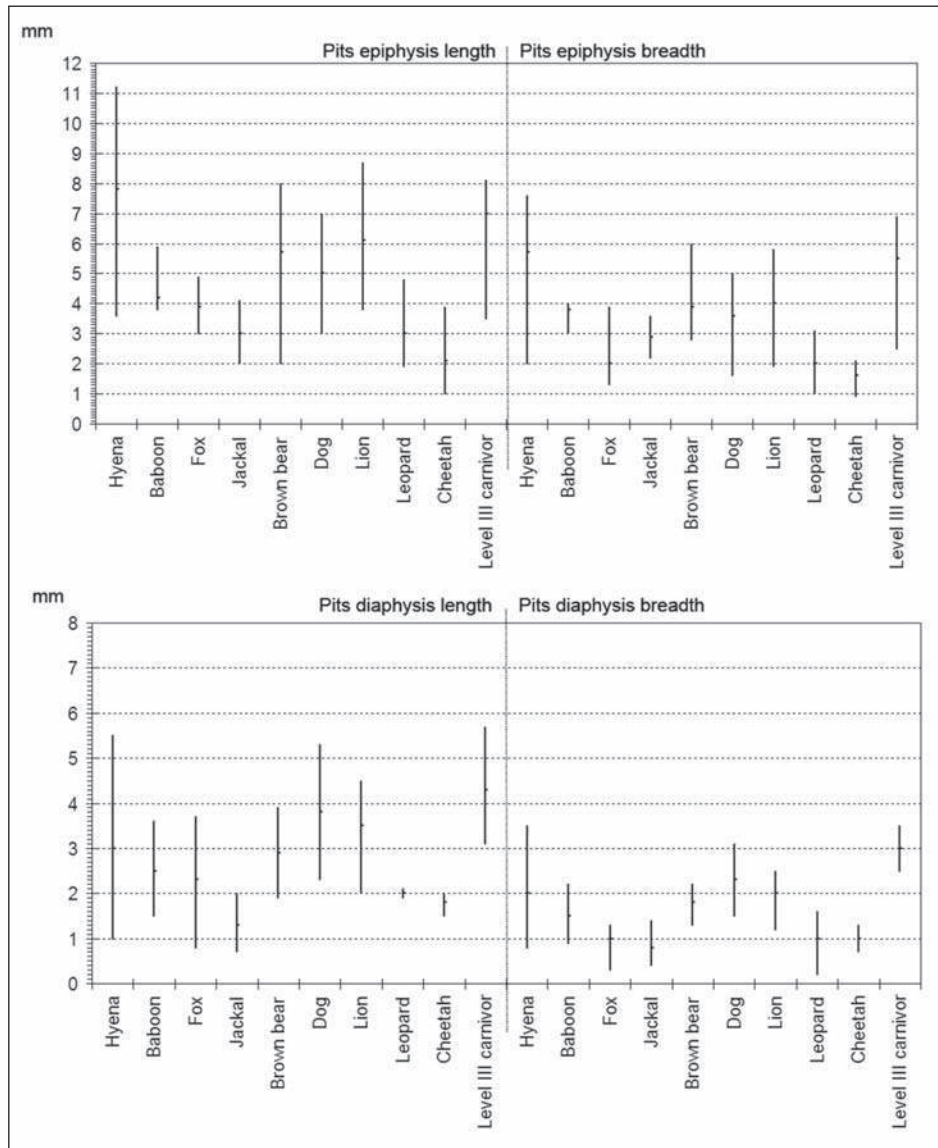 mm
Pits epiphysis length
Pits epiphysis breadth
12
11
10
9
8
7
6
5
4
3
2
1
0
Hyena
Baboon
Fox
Jackal
Brown bear
Dog
Lion
Leopard
Cheetah
Level III carnivor
Hyena
Baboon
Fox
Jackal
Brown bear
Dog
Lion
Leopard
Cheetah
Level III carnivor
mm
Pits diaphysis length
Pits diaphysis breadth
8
7
6
5
4
3
2
1
0
Hyena
Baboon
Fox
Jackal
Brown bear
Dog
Lion
Leopard
Cheetah
Level III carnivor
Hyena
Baboon
Fox
Jackal
Brown bear
Dog
Lion
Leopard
Cheetah
Level III carnivor